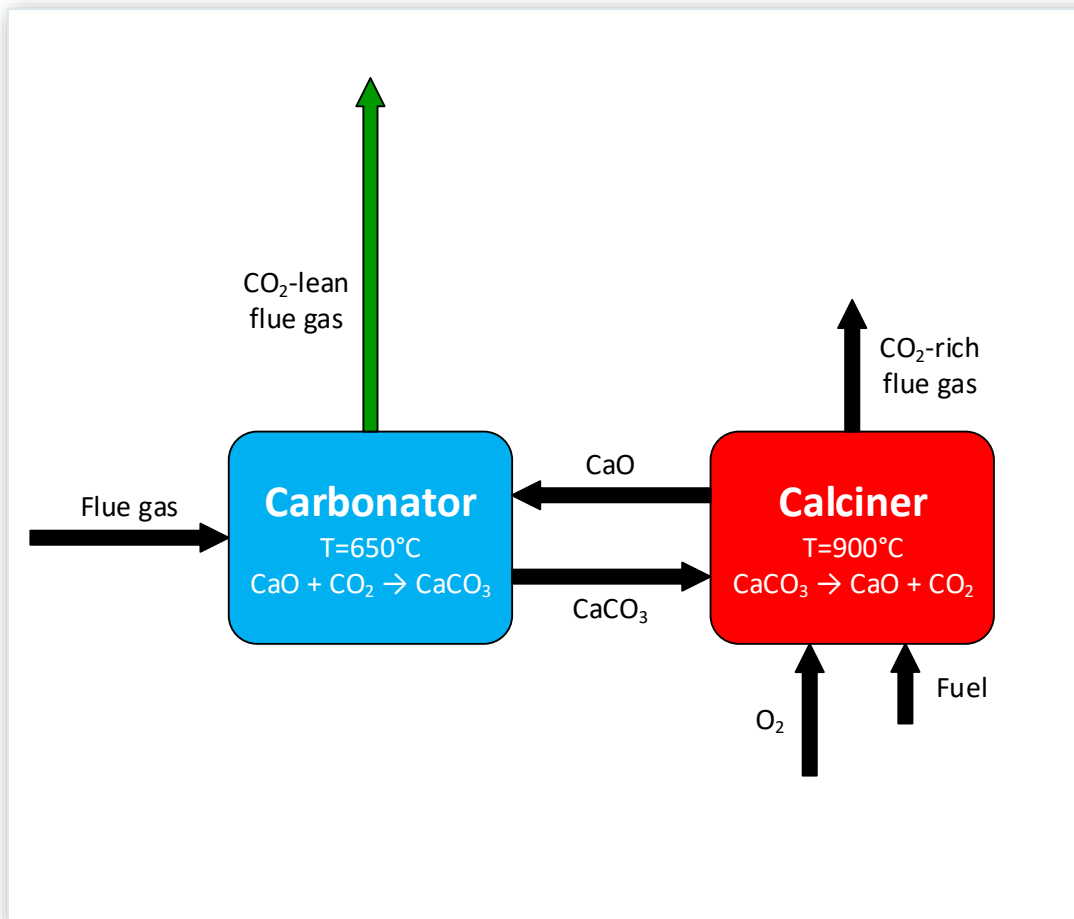 CO₂-lean
flue gas
CO₂-rich
flue gas
Flue gas
Carbonator
T=650°C
CaO + CO₂ → CaCO₃
CaO
CaCO₃
Calciner
T=900°C
CaCO₃ → CaO + CO₂
O₂
Fuel